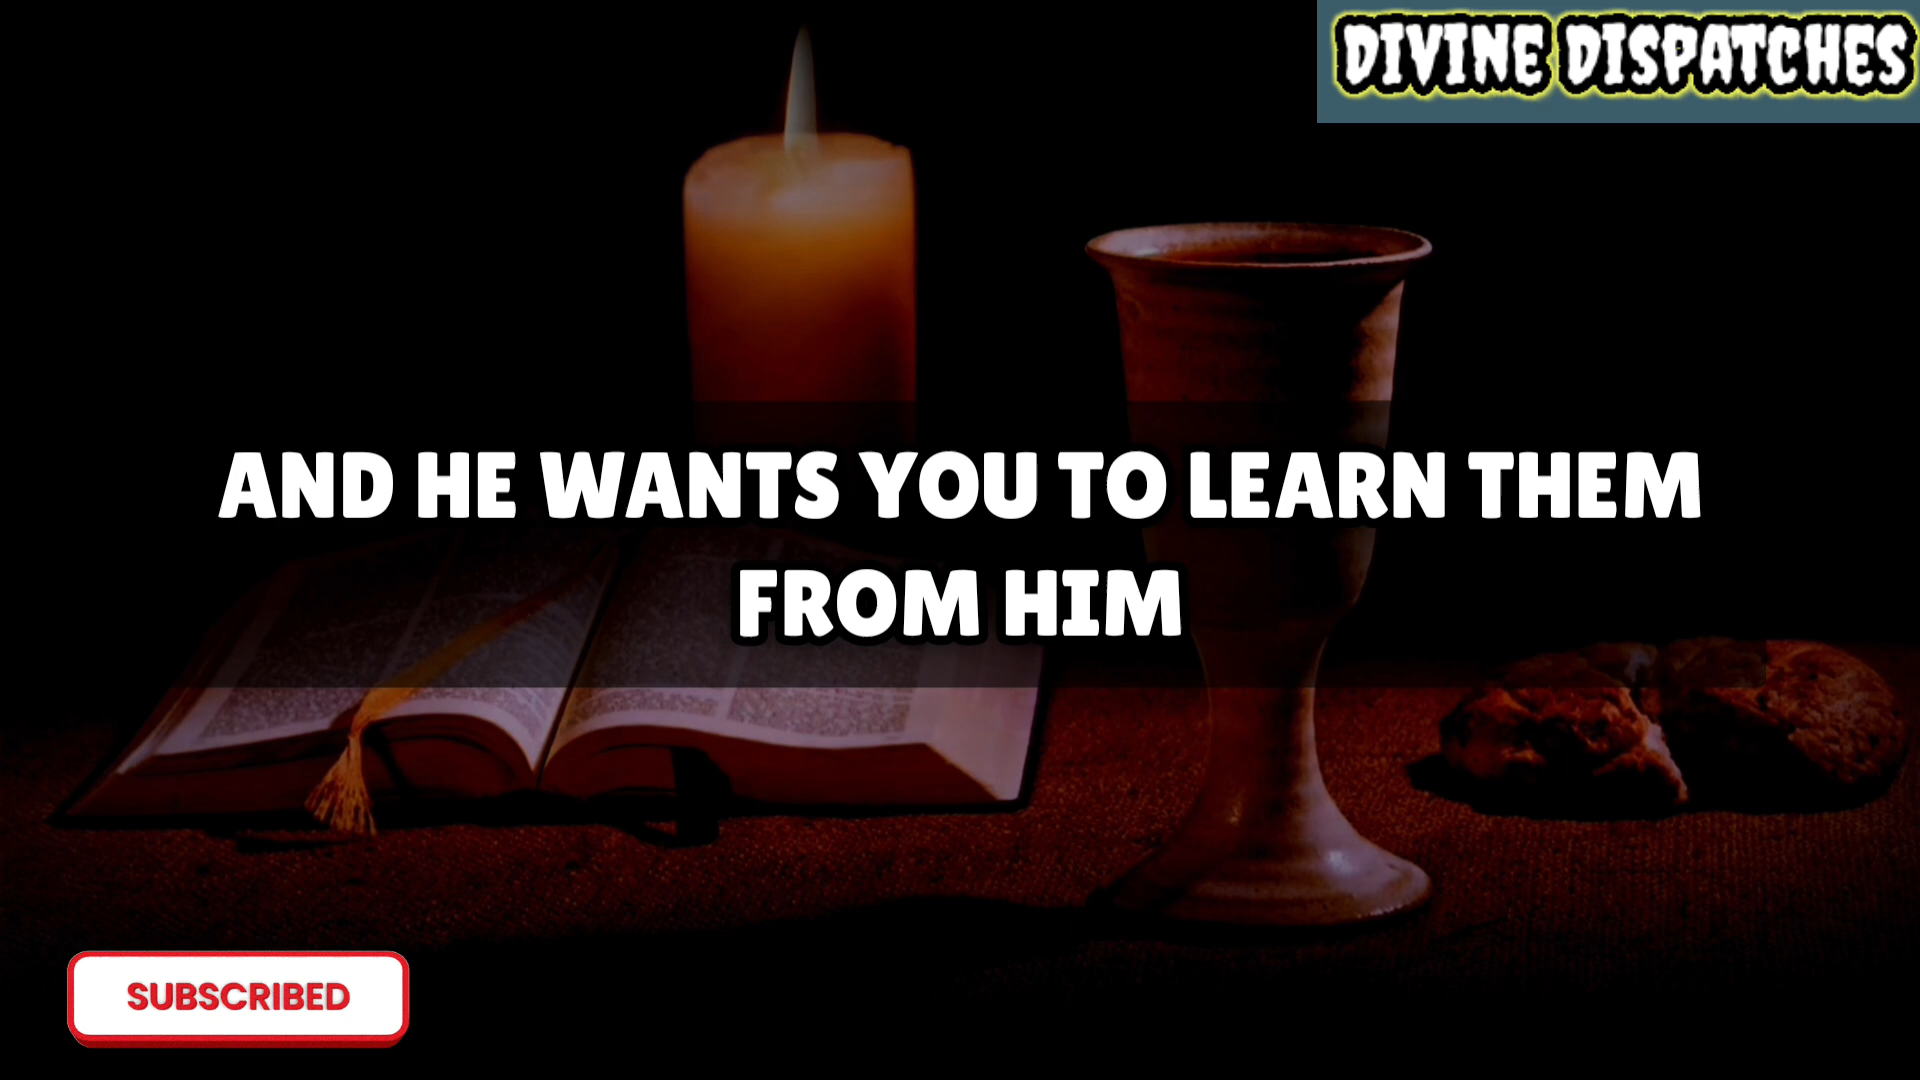 DIVINE DISPATCHES
AND HE WANTS YOU TO LEARN THEM
FROM HIM
SUBSCRIBED